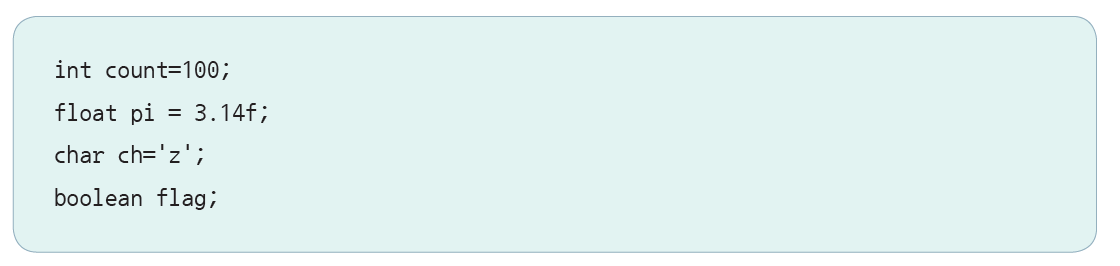 int count=100;
float pi = 3.14f;
char ch='z';
boolean flag;